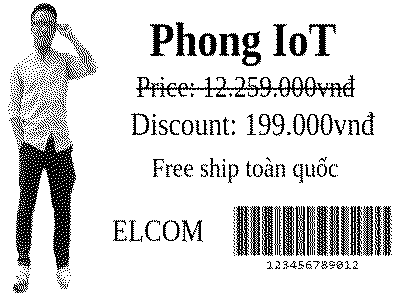 Phong IoT
Price: 12.259.000vnđ
Discount: 199.000vnđ
Free ship toàn quốc
ELCOM
123456789012